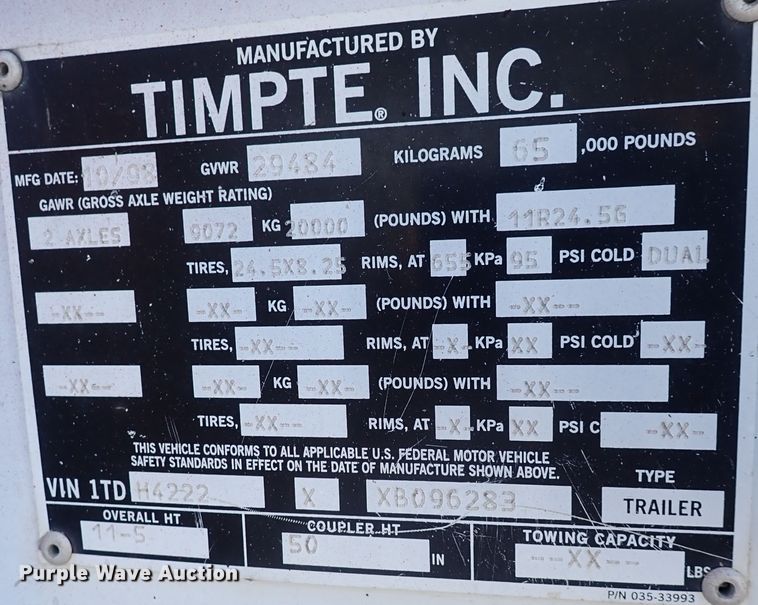 MANUFACTURED BY
TIMPTE® INC.
MFG DATE: 10/98 GVWR 29484 KILOGRAMS 65 ,000 POUNDS
GAWR (GROSS AXLE WEIGHT RATING)
2 AXLES 9072 KG 20000 (POUNDS) WITH 11R24.5G
TIRES, 24.5X8.25 RIMS, AT 655 KPa 95 PSI COLD DUAL
-XX-- -XX- KG -XX- (POUNDS) WITH -XX--
TIRES, -XX-- RIMS, AT -X- KPa XX PSI COLD -XX-
-XX-- -XX- KG -XX- (POUNDS) WITH -XX--
TIRES, -XX-- RIMS, AT -X- KPa XX PSI C -XX-
THIS VEHICLE CONFORMS TO ALL APPLICABLE U.S. FEDERAL MOTOR VEHICLE
SAFETY STANDARDS IN EFFECT ON THE DATE OF MANUFACTURE SHOWN ABOVE.
VIN 1TD H4222 X XB096283 TYPE
TRAILER
OVERALL HT COUPLER HT TOWING CAPACITY
11-5 50 IN --XX-- LBS
P/N 035-33993
Purple Wave Auction